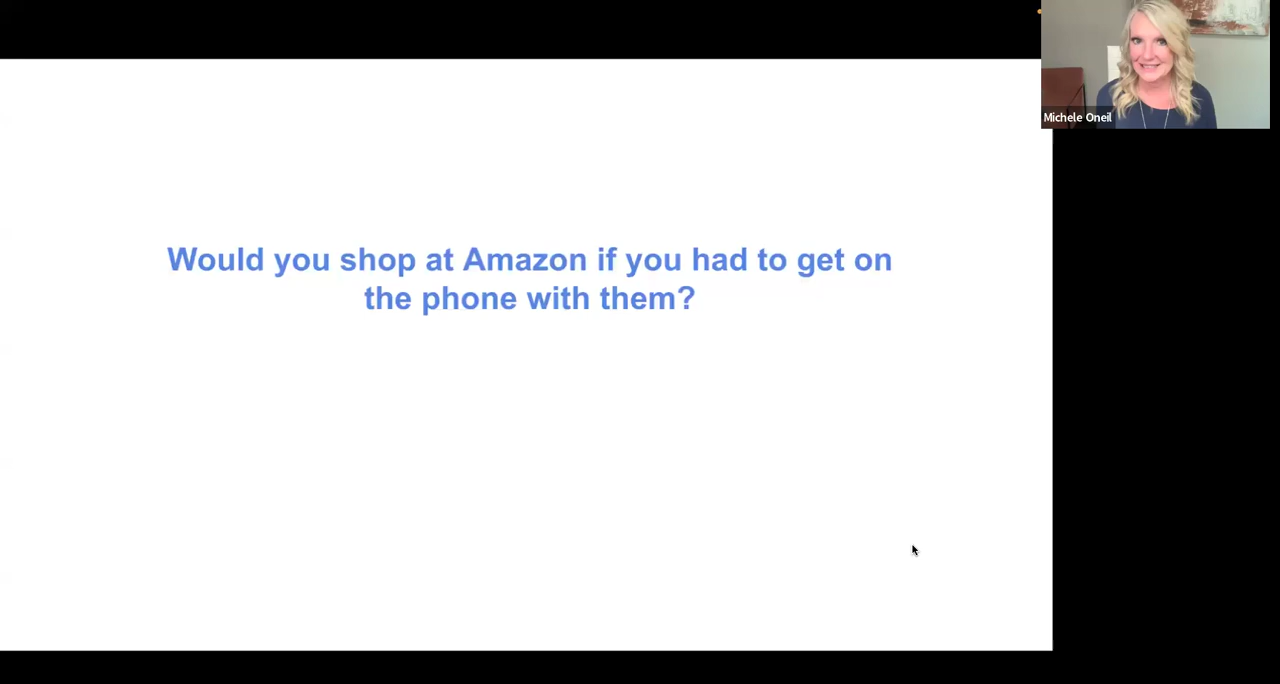 Michele Oneil
Would you shop at Amazon if you had to get on
the phone with them?